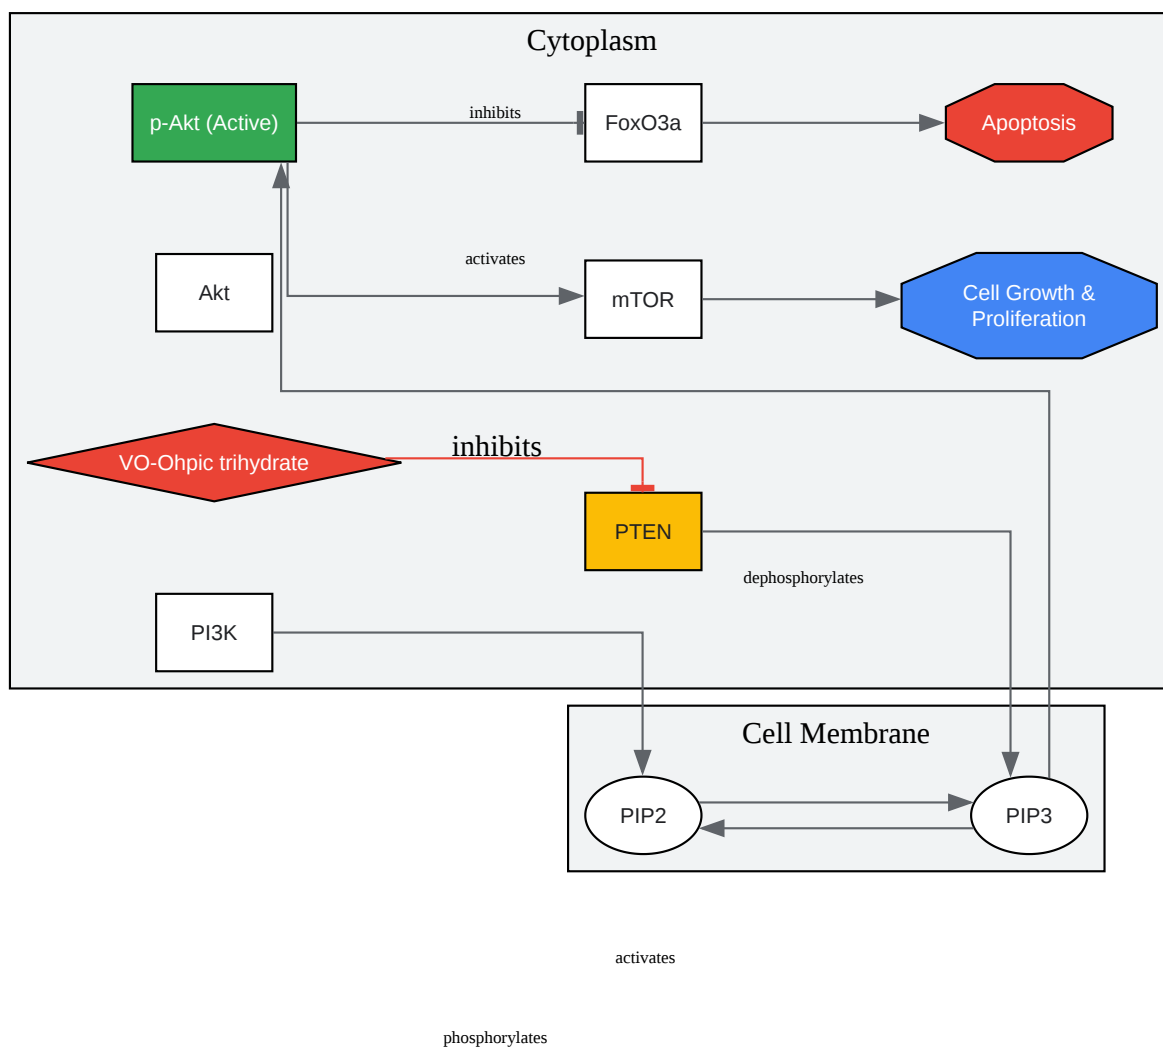 Cytoplasm
p-Akt (Active)
inhibits
FoxO3a
Apoptosis
Akt
activates
mTOR
Cell Growth &
Proliferation
VO-Ohpic trihydrate
inhibits
PTEN
dephosphorylates
PI3K
Cell Membrane
PIP2
PIP3
activates
phosphorylates